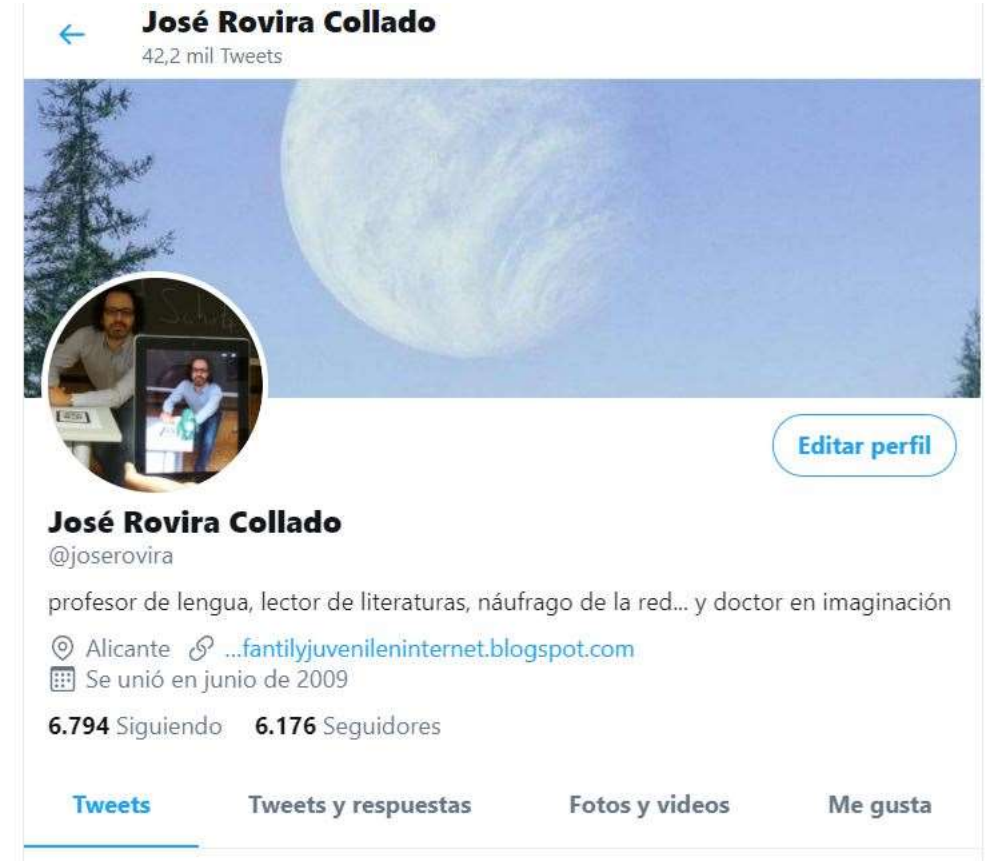 José Rovira Collado
42,2 mil Tweets
Editar perfil
José Rovira Collado
@joserovira
profesor de lengua, lector de literaturas, náufrago de la red... y doctor en imaginación
Alicante ...fantilyjuvenileninternet.blogspot.com
Se unió en junio de 2009
6.794 Siguiendo 6.176 Seguidores
Tweets Tweets y respuestas Fotos y videos Me gusta